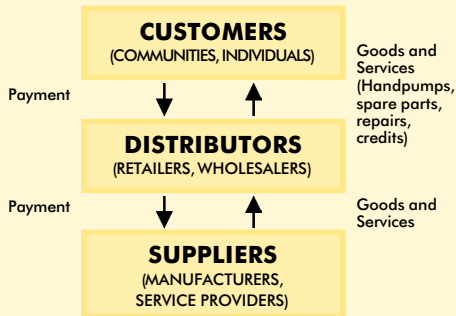 CUSTOMERS
(COMMUNITIES, INDIVIDUALS)
Payment
Goods and
Services
(Handpumps,
spare parts,
repairs,
credits)
DISTRIBUTORS
(RETAILERS, WHOLESALERS)
Payment
Goods and
Services
SUPPLIERS
(MANUFACTURERS,
SERVICE PROVIDERS)